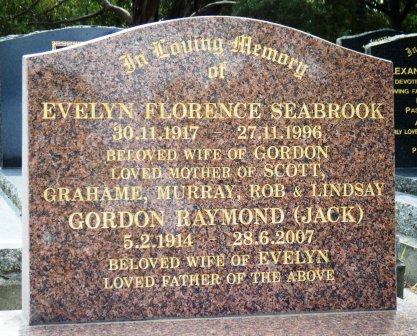 In Loving Memory
of
EVELYN FLORENCE SEABROOK
30.11.1917 - 27.11.1996
BELOVED WIFE OF GORDON
LOVED MOTHER OF SCOTT,
GRAHAME, MURRAY, ROB & LINDSAY
GORDON RAYMOND (JACK)
5.2.1914 - 28.6.2007
BELOVED WIFE OF EVELYN
LOVED FATHER OF THE ABOVE